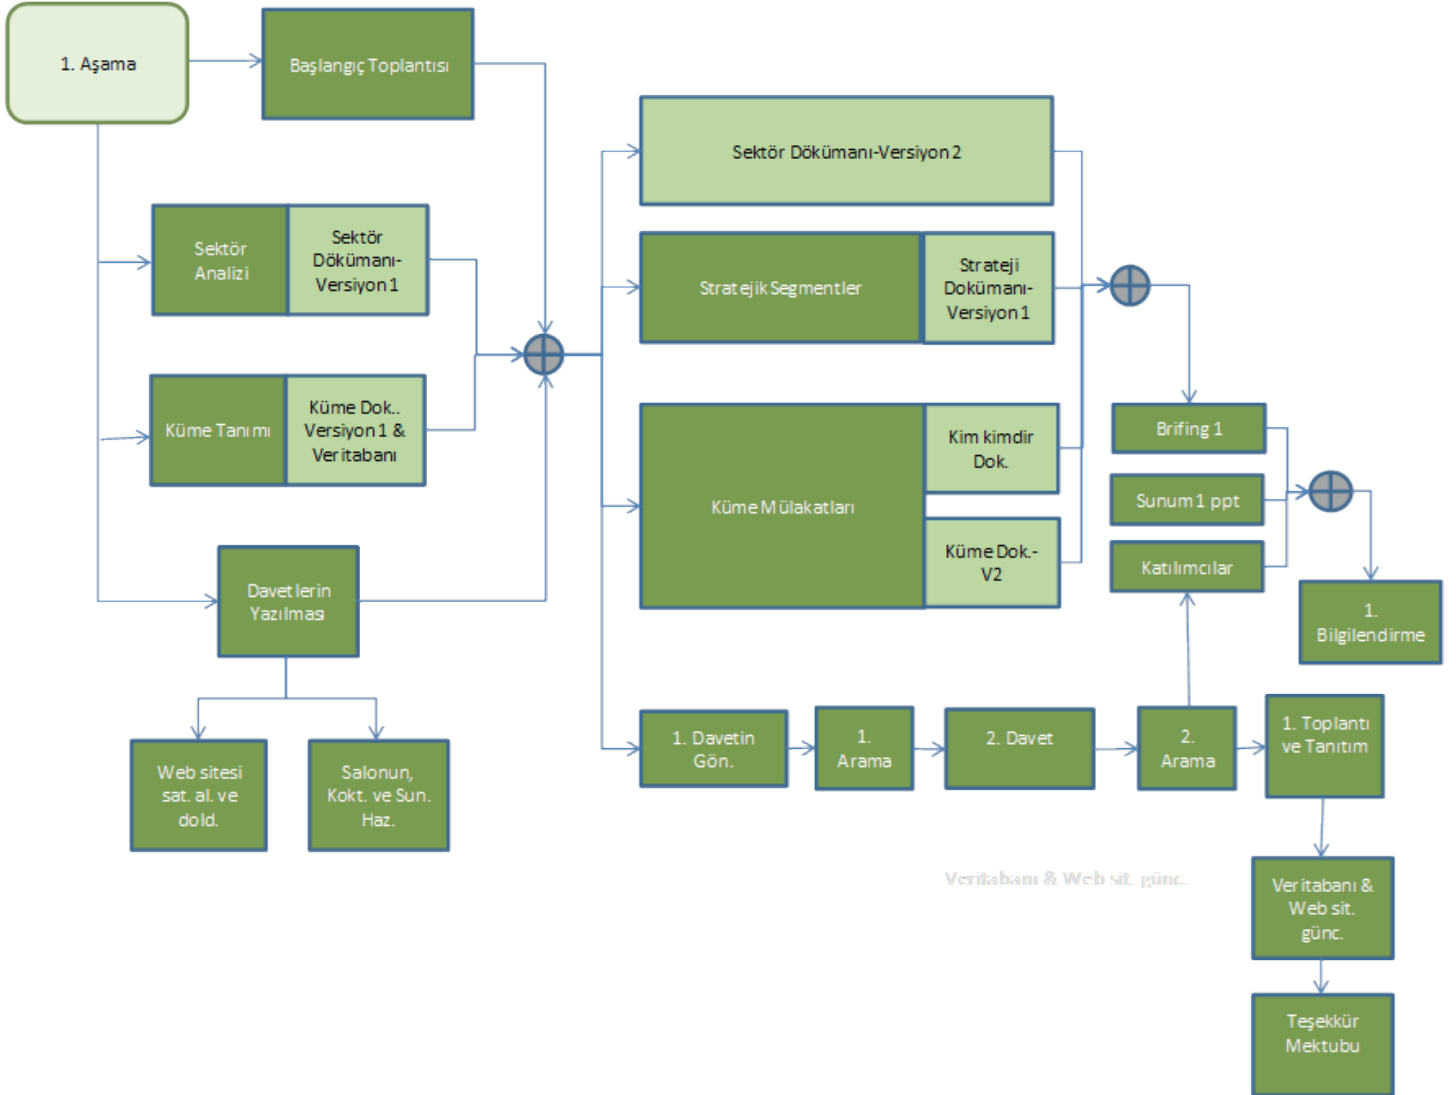 1. Aşama
Başlangıç Toplantısı
Sektör
Analizi
Sektör
Dökümanı-
Versiyon 1
Küme Tanımı
Küme Dok..
Versiyon 1 &
Veritabanı
Davetlerin
Yazılması
Web sitesi
sat. al. ve
dold.
Salonun,
Kokt. ve Sun.
Haz.
Sektör Dökümanı-Versiyon 2
Stratejik Segmentler
Strateji
Dokümanı-
Versiyon 1
Küme Mülakatları
Kim kimdir
Dok.
Küme Dok.-
V2
Brifing 1
Sunum 1 ppt
Katılımcılar
1.
Bilgilendirme
1. Davetin
Gön.
1.
Arama
2. Davet
2.
Arama
1. Toplantı
ve Tanıtım
Veritabanı & Web sit. günc.
Veritabanı &
Web sit.
günc.
Teşekkür
Mektubu